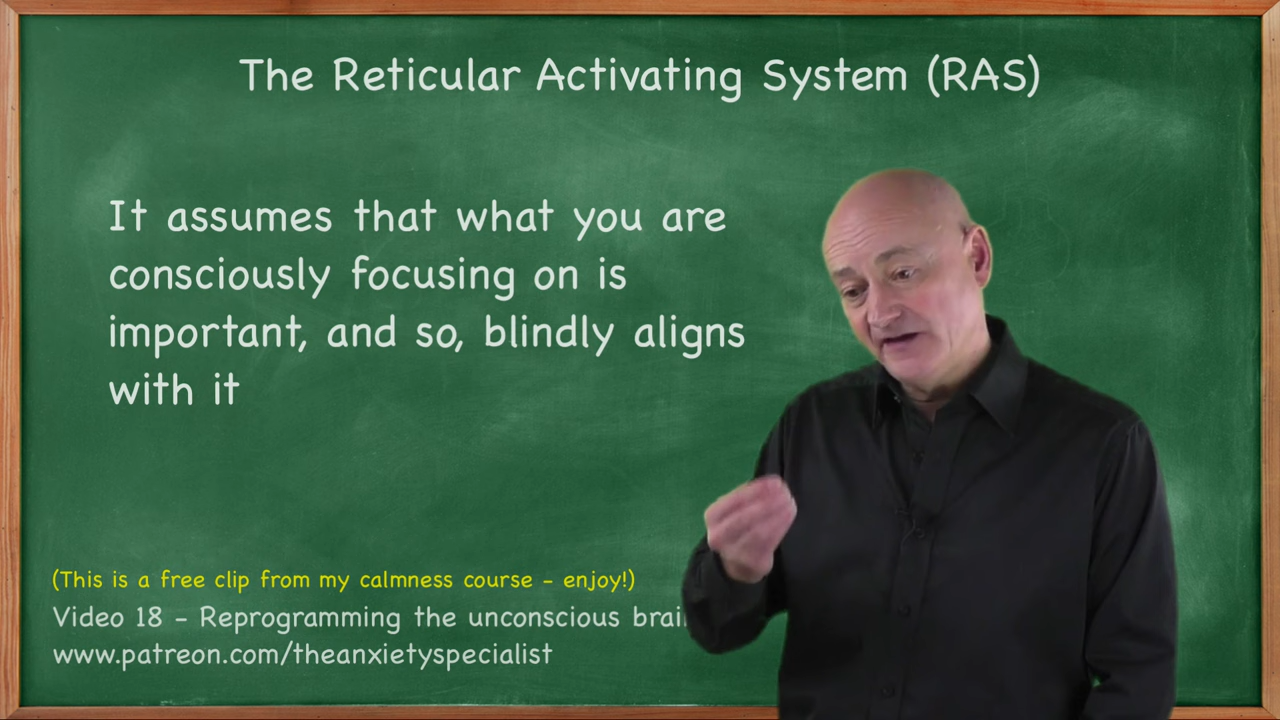 The Reticular Activating System (RAS)
It assumes that what you are
consciously focusing on is
important, and so, blindly aligns
with it
(This is a free clip from my calmness course – enjoy!)
Video 18 – Reprogramming the unconscious brai
www.patreon.com/theanxietyspecialist